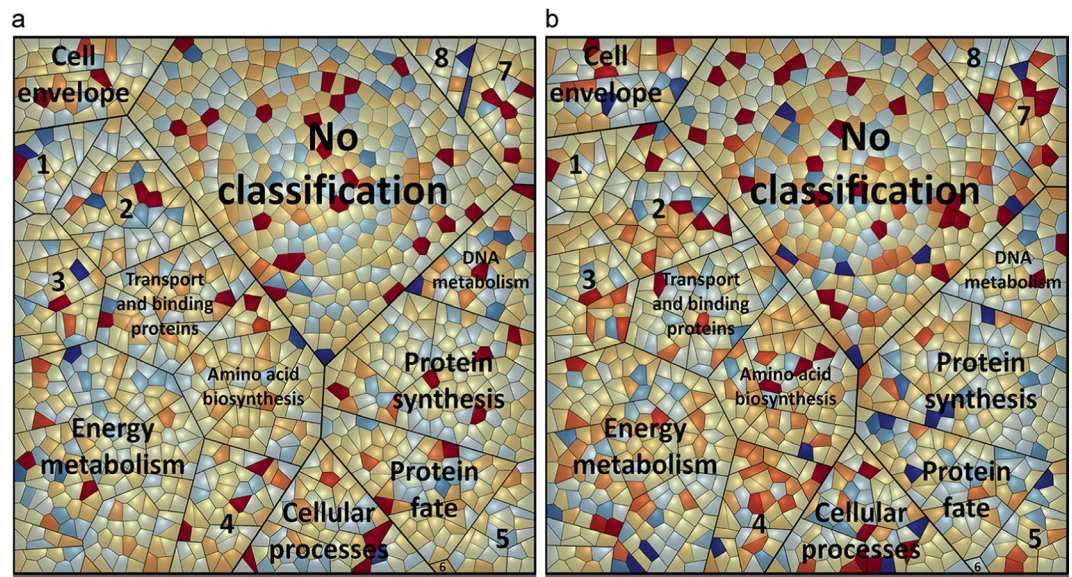 a
Cell
envelope
No
classification
8
7
1
2
3
Transport
and binding
proteins
DNA
metabolism
Amino acid
biosynthesis
Protein
synthesis
Energy
metabolism
Protein
fate
4
Cellular
processes
5
6
b
Cell
envelope
No
classification
8
7
1
2
3
Transport
and binding
proteins
DNA
metabolism
Amino acid
biosynthesis
Protein
synthesis
Energy
metabolism
Protein
fate
4
Cellular
processes
5
6